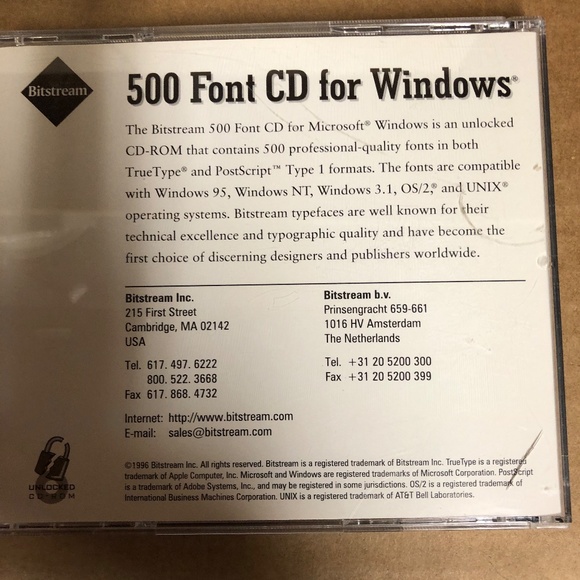 Bitstream
500 Font CD for Windows®
The Bitstream 500 Font CD for Microsoft® Windows is an unlocked
CD-ROM that contains 500 professional-quality fonts in both
TrueType® and PostScript™ Type 1 formats. The fonts are compatible
with Windows 95, Windows NT, Windows 3.1, OS/2,® and UNIX®
operating systems. Bitstream typefaces are well known for their
technical excellence and typographic quality and have become the
first choice of discerning designers and publishers worldwide.
Bitstream Inc.
215 First Street
Cambridge, MA 02142
USA
Tel. 617. 497. 6222
800. 522. 3668
Fax 617. 868. 4732
Bitstream b.v.
Prinsengracht 659-661
1016 HV Amsterdam
The Netherlands
Tel. +31 20 5200 300
Fax +31 20 5200 399
Internet: http://www.bitstream.com
E-mail: sales@bitstream.com
UNLOCKED
CD-ROM
©1996 Bitstream Inc. All rights reserved. Bitstream is a registered trademark of Bitstream Inc. TrueType is a registered
trademark of Apple Computer, Inc. Microsoft and Windows are registered trademarks of Microsoft Corporation. PostScript
is a trademark of Adobe Systems, Inc., and may be registered in some jurisdictions. OS/2 is a registered trademark of
International Business Machines Corporation. UNIX is a registered trademark of AT&T Bell Laboratories.